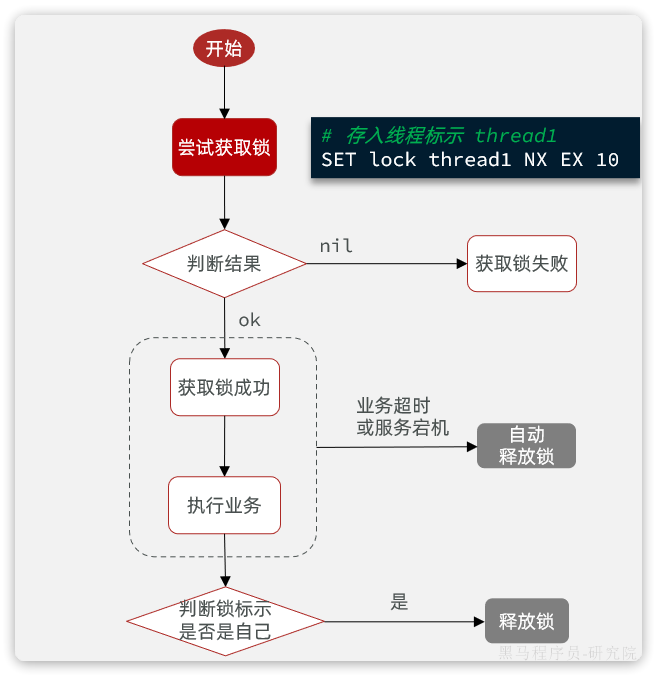 开始
尝试获取锁
# 存入线程标示 thread1
SET lock thread1 NX EX 10
判断结果
nil
获取锁失败
ok
获取锁成功
业务超时
或服务宕机
自动
释放锁
执行业务
判断锁标示
是否是自己
是
释放锁
黑马程序员-研究院